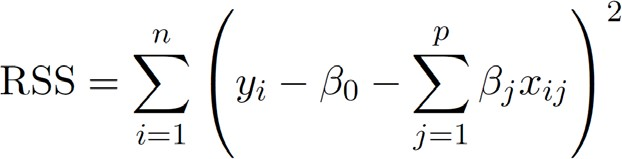 RSS = \sum_{i=1}^{n} \left( y_i - \beta_0 - \sum_{j=1}^{p} \beta_j x_{ij} \right)^2